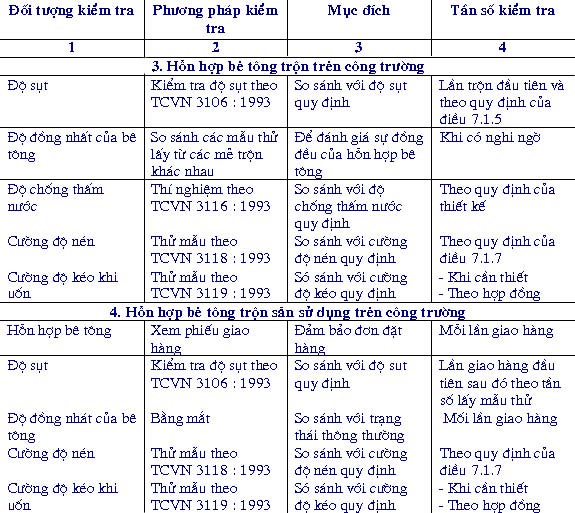 Đối tượng kiểm tra
Phương pháp kiểm tra
Mục đích
Tần số kiểm tra
1
2
3
4
3. Hỗn hợp bê tông trộn trên công trường
Độ sụt
Kiểm tra độ sụt theo
TCVN 3106 : 1993
So sánh với độ sụt
quy định
Lần trộn đầu tiên và
theo quy định của
điều 7.1.5
Độ đồng nhất của bê
tông
So sánh các mẫu thử
lấy từ các mẻ trộn
khác nhau
Để đánh giá sự đồng
đều của hỗn hợp bê
tông
Khi có nghi ngờ
Độ chống thấm
nước
Thí nghiệm theo
TCVN 3116 : 1993
So sánh với độ
chống thấm nước
quy định
Theo quy định của
thiết kế
Cường độ nén
Thử mẫu theo
TCVN 3118 : 1993
So sánh với cường
độ nén quy định
Theo quy định của
điều 7.1.7
Cường độ kéo khi
uốn
Thử mẫu theo
TCVN 3119 : 1993
Só sánh với cường
độ kéo quy định
- Khi cần thiết
- Theo hợp đồng
4. Hỗn hợp bê tông trộn sẵn sử dụng trên công trường
Hỗn hợp bê tông
Xem phiếu giao
hàng
Đảm bảo đơn đặt
hàng
Mỗi lần giao hàng
Độ sụt
Kiểm tra độ sụt theo
TCVN 3106 : 1993
So sánh với độ sut
quy định
Lần giao hàng đầu
tiên sau đó theo tần
số lấy mẫu thử
Độ đồng nhất của bê
tông
Bằng mắt
So sánh với trạng
thái thông thường
Mối lần giao hàng
Cường độ nén
Thử mẫu theo
TCVN 3118 : 1993
So sánh với cường
độ nén quy định
Theo quy định của
điều 7.1.7
Cường độ kéo khi
uốn
Thử mẫu theo
TCVN 3119 : 1993
Só sánh với cường
độ kéo quy định
- Khi cần thiết
- Theo hợp đồng